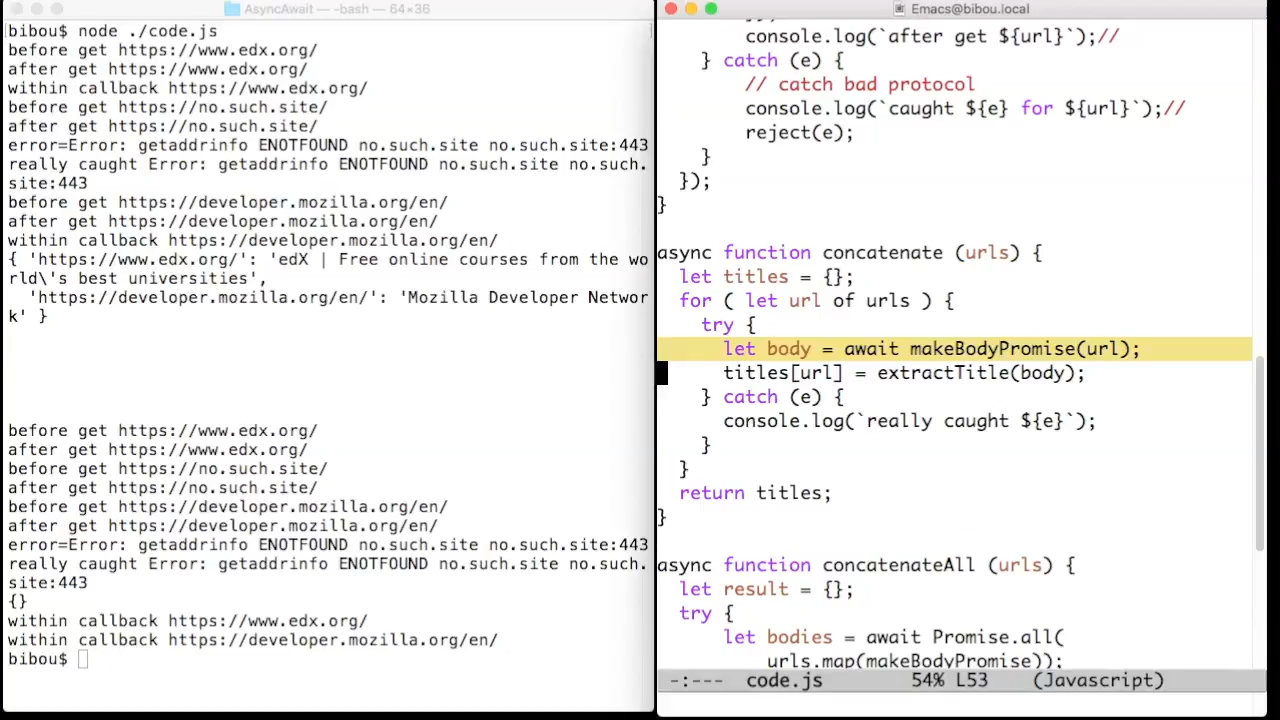 AsyncAwait — -bash — 64×36
bibou$ node ./code.js
before get https://www.edx.org/
after get https://www.edx.org/
within callback https://www.edx.org/
before get https://no.such.site/
after get https://no.such.site/
error=Error: getaddrinfo ENOTFOUND no.such.site no.such.site:443
really caught Error: getaddrinfo ENOTFOUND no.such.site no.such.
site:443
before get https://developer.mozilla.org/en/
after get https://developer.mozilla.org/en/
within callback https://developer.mozilla.org/en/
{ 'https://www.edx.org/': 'edX | Free online courses from the wo
rld\'s best universities',
  'https://developer.mozilla.org/en/': 'Mozilla Developer Networ
k' }
before get https://www.edx.org/
after get https://www.edx.org/
before get https://no.such.site/
after get https://no.such.site/
before get https://developer.mozilla.org/en/
after get https://developer.mozilla.org/en/
error=Error: getaddrinfo ENOTFOUND no.such.site no.such.site:443
really caught Error: getaddrinfo ENOTFOUND no.such.site no.such.
site:443
{}
within callback https://www.edx.org/
within callback https://developer.mozilla.org/en/
bibou$
Emacs@bibou.local
console.log(`after get ${url}`);//
} catch (e) {
// catch bad protocol
console.log(`caught ${e} for ${url}`);//
reject(e);
}
});
}
async function concatenate (urls) {
let titles = {};
for ( let url of urls ) {
try {
let body = await makeBodyPromise(url);
titles[url] = extractTitle(body);
} catch (e) {
console.log(`really caught ${e}`);
}
}
return titles;
}
async function concatenateAll (urls) {
let result = {};
try {
let bodies = await Promise.all(
urls.map(makeBodyPromise));
-:--- code.js 54% L53 (Javascript)